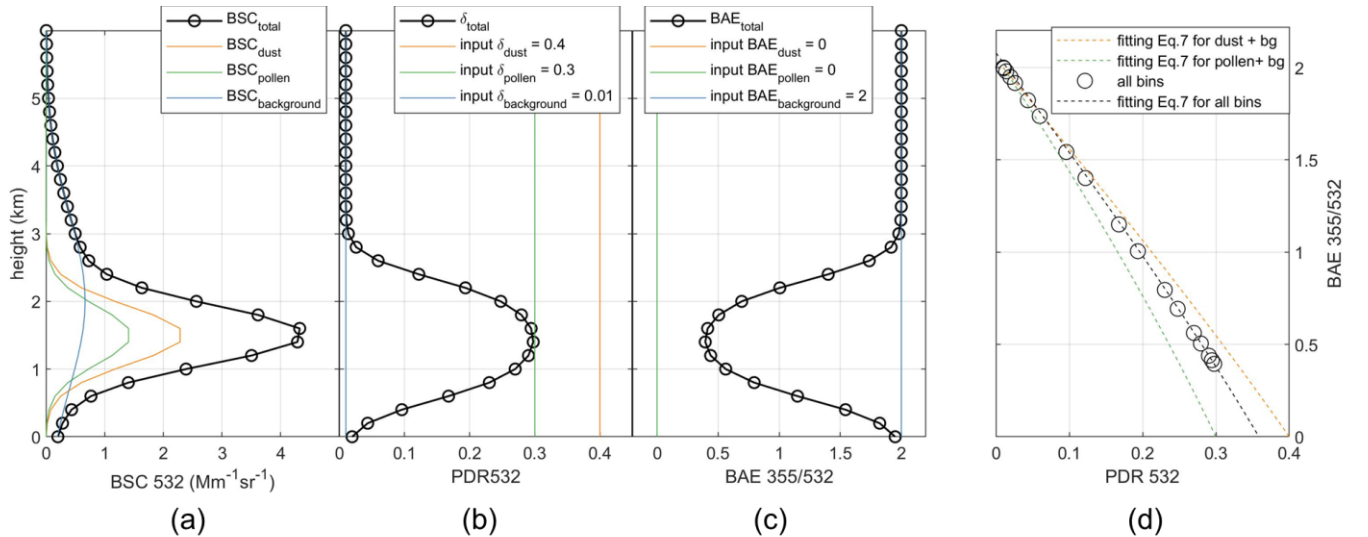 BSC_total
BSC_dust
BSC_pollen
BSC_background
height (km)
5
4
3
2
1
0
0 1 2 3 4
BSC 532 (Mm⁻¹sr⁻¹)
(a)
δ_total
input δ_dust = 0.4
input δ_pollen = 0.3
input δ_background = 0.01
0 0.1 0.2 0.3 0.4
PDR532
(b)
BAE_total
input BAE_dust = 0
input BAE_pollen = 0
input BAE_background = 2
0 0.5 1 1.5 2
BAE 355/532
(c)
fitting Eq.7 for dust + bg
fitting Eq.7 for pollen+ bg
all bins
fitting Eq.7 for all bins
2
1.5
1
0.5
0
BAE 355/532
0 0.1 0.2 0.3 0.4
PDR 532
(d)